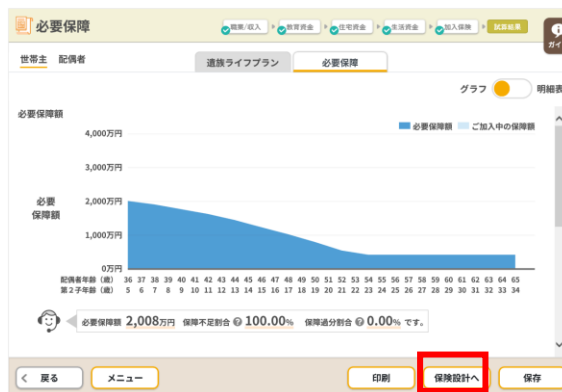 必要保障
職業/収入
教育資金
住宅資金
生活資金
加入保険
試算結果
ガイ
世帯主 配偶者
遺族ライフプラン
必要保障
グラフ
明細表
必要保障額
必要保障額 ご加入中の保障額
4,000万円
3,000万円
2,000万円
1,000万円
0万円
必要
保障額
配偶者年齢（歳） 36 37 38 39 40 41 42 43 44 45 46 47 48 49 50 51 52 53 54 55 56 57 58 59 60 61 62 63 64 65
第２子年齢（歳） 5 6 7 8 9 10 11 12 13 14 15 16 17 18 19 20 21 22 23 24 25 26 27 28 29 30 31 32 33 34
必要保障額 2,008万円 保障不足割合 ? 100.00% 保障過分割合 ? 0.00% です。
戻る
メニュー
印刷
保険設計へ
保存